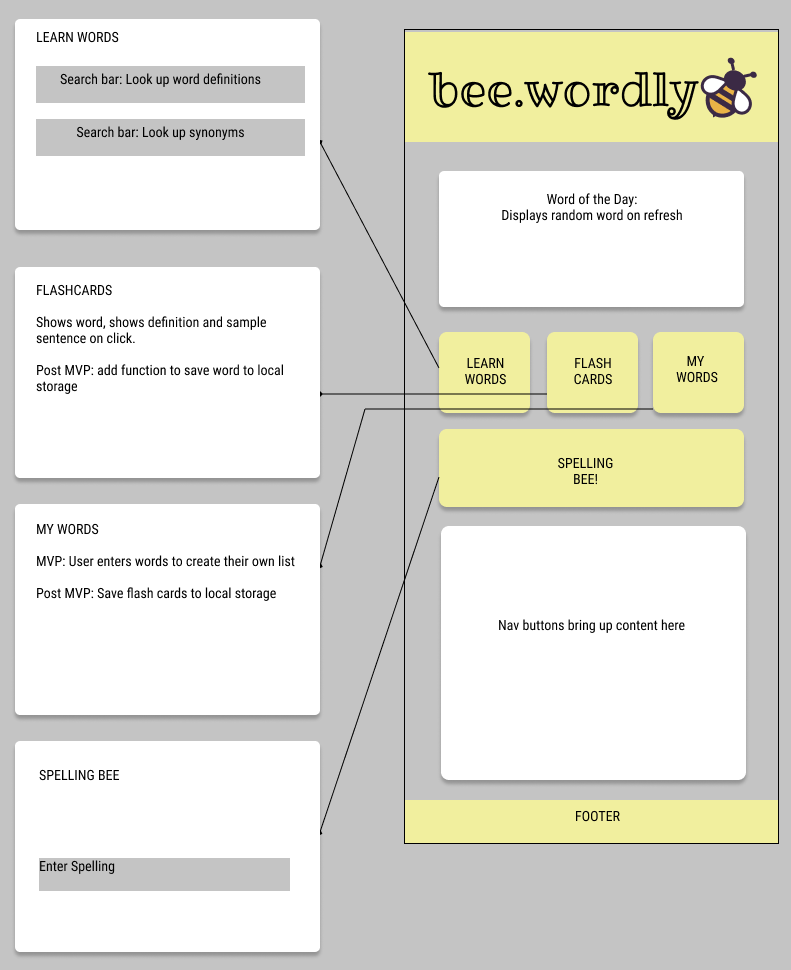 LEARN WORDS
Search bar: Look up word definitions
Search bar: Look up synonyms
FLASHCARDS
Shows word, shows definition and sample
sentence on click.
Post MVP: add function to save word to local
storage
MY WORDS
MVP: User enters words to create their own list
Post MVP: Save flash cards to local storage
SPELLING BEE
Enter Spelling
bee.wordly
Word of the Day:
Displays random word on refresh
LEARN
WORDS
FLASH
CARDS
MY
WORDS
SPELLING
BEE!
Nav buttons bring up content here
FOOTER